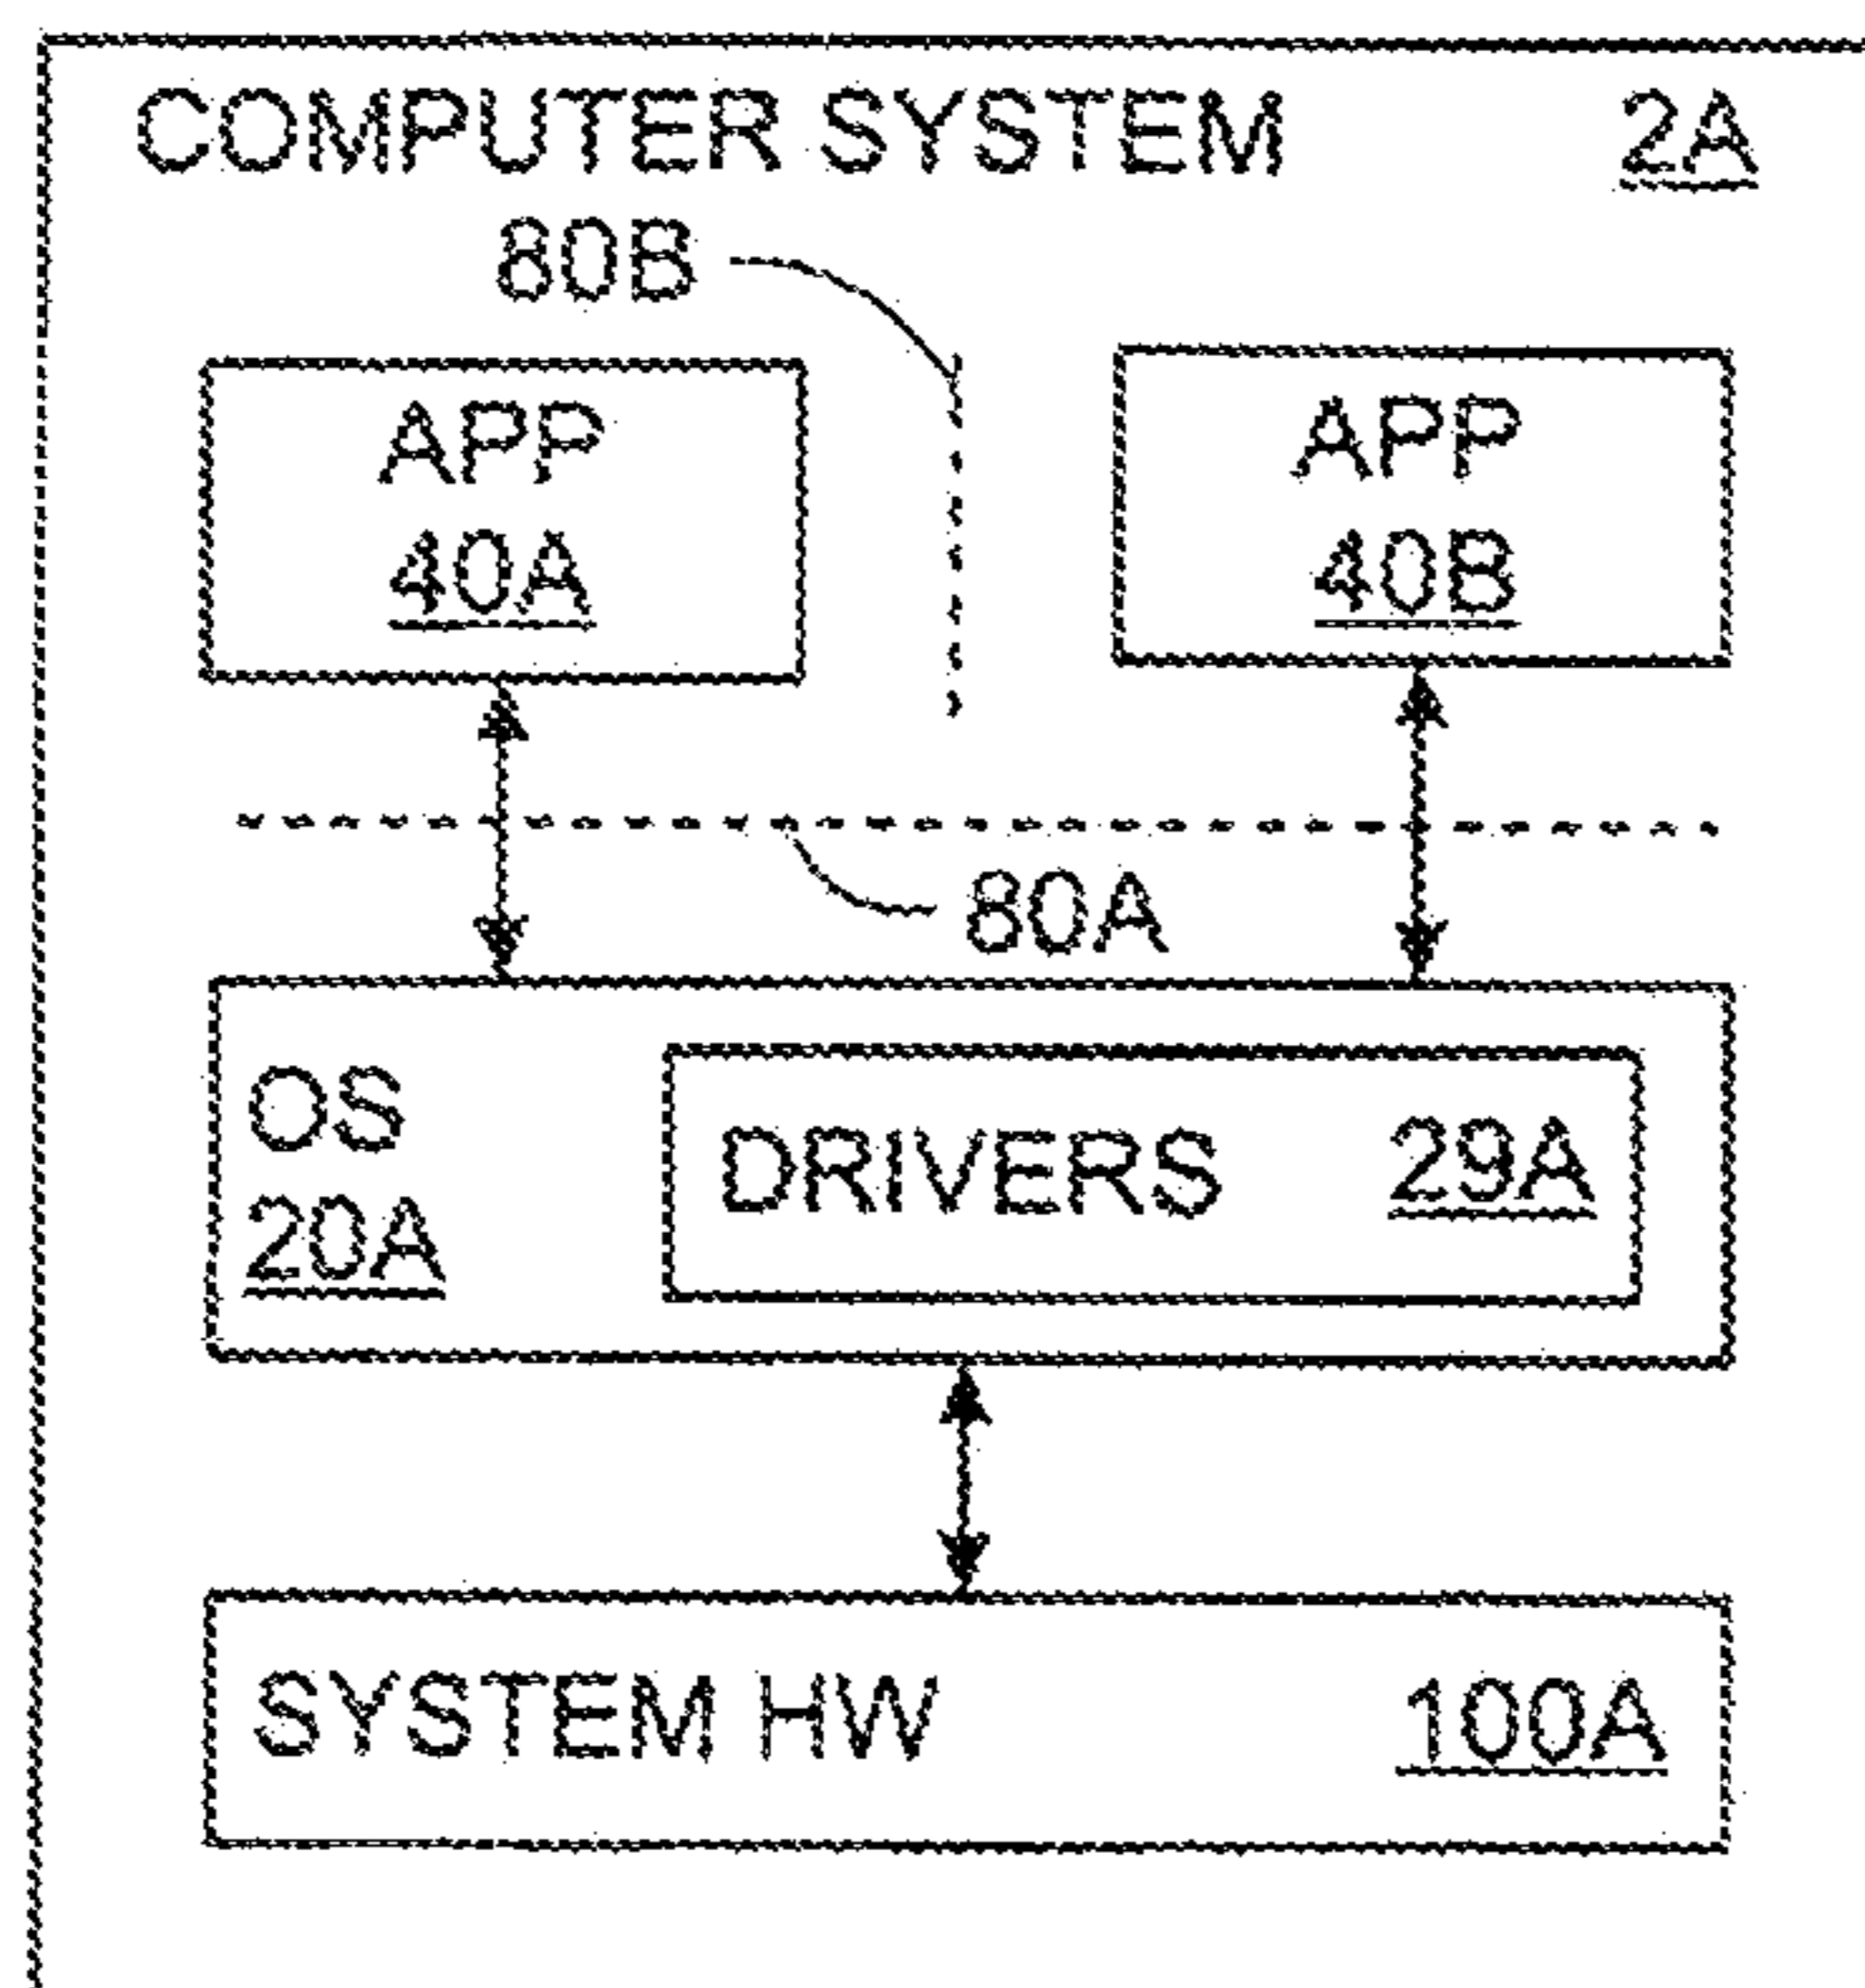 COMPUTER SYSTEM 2A
80B
APP
40A
APP
40B
80A
OS
20A
DRIVERS 29A
SYSTEM HW 100A